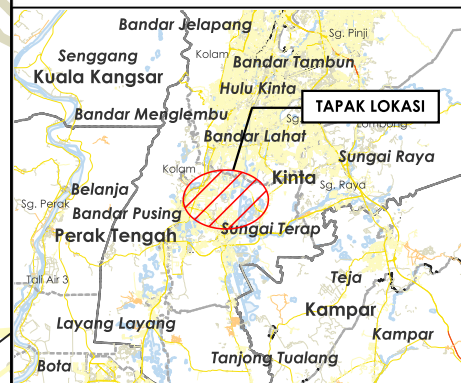 Bandar Jelapang
Sg. Pinji
Senggang
Kolam
Bandar Tambun
Kuala Kangsar
Hulu Kinta
TAPAK LOKASI
Bandar Menglembu
Sg.
Bandar Lahat
Sungai Raya
Kolam
Kinta
Sg. Raya
Belanja
Sg. Perak
Bandar Pusing
Sungai Terap
Perak Tengah
Tali Air 3
Teja
Kampar
Layang Layang
Kampar
Tanjong Tualang
Bota